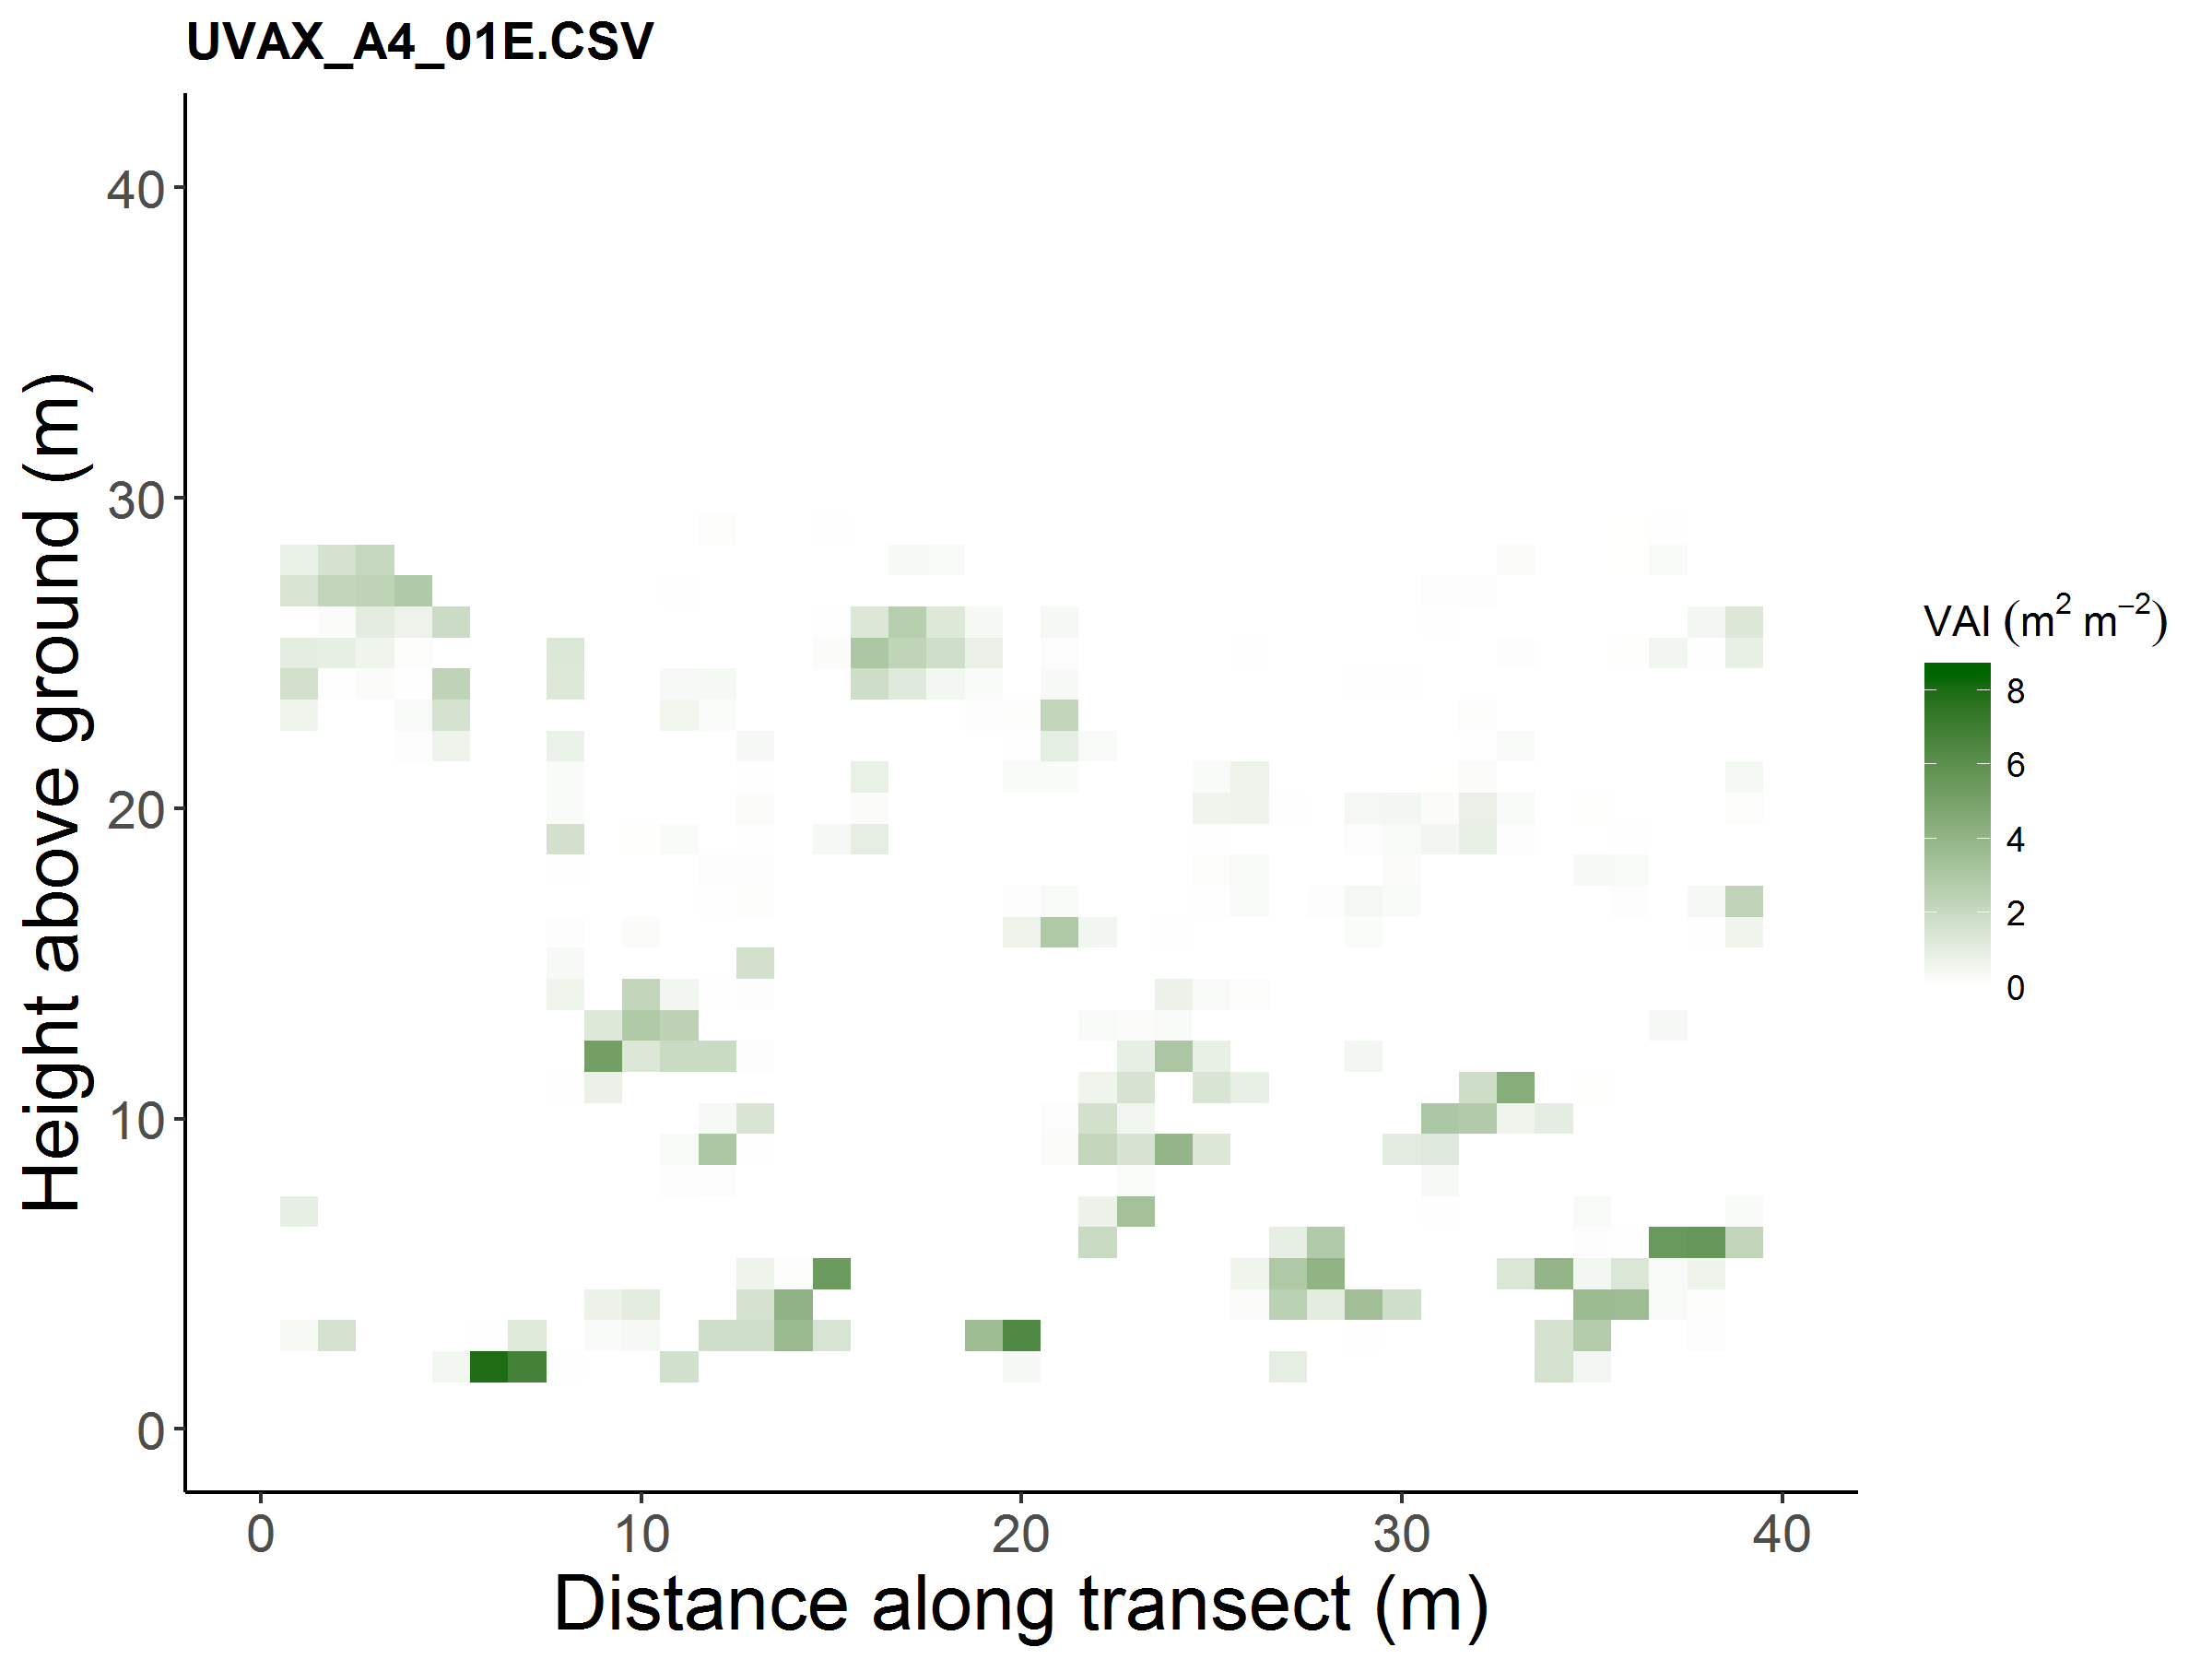 UVAX_A4_01E.CSV
Height above ground (m)
40
30
20
10
0
0 10 20 30 40
Distance along transect (m)
VAI (m² m⁻²)
8
6
4
2
0